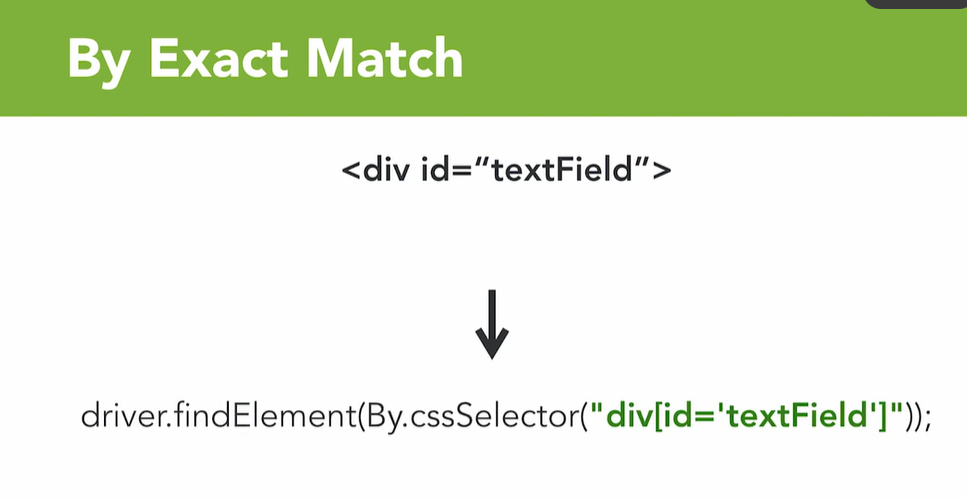 By Exact Match
<div id=“textField”>
driver.findElement(By.cssSelector("div[id='textField']"));